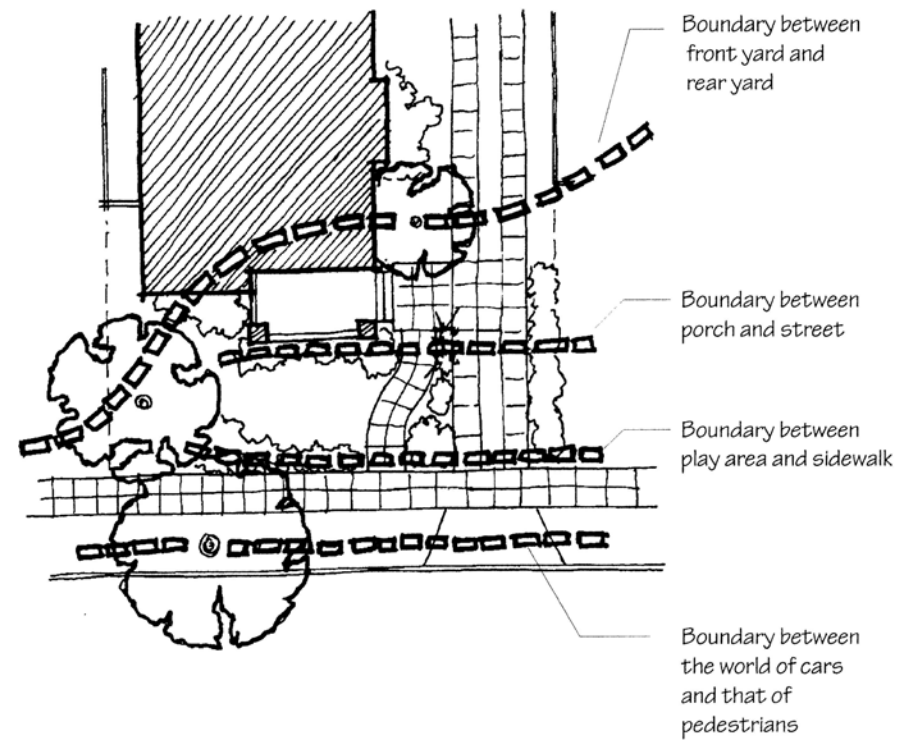 Boundary between
front yard and
rear yard
Boundary between
porch and street
Boundary between
play area and sidewalk
Boundary between
the world of cars
and that of
pedestrians